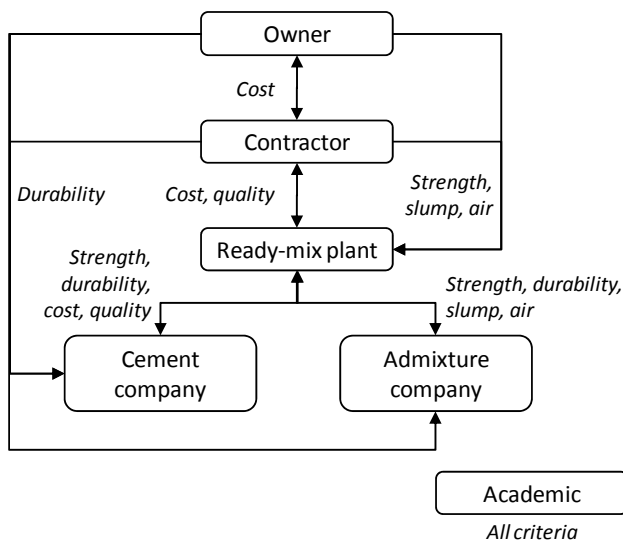 Owner
Cost
Contractor
Durability
Cost, quality
Strength,
slump, air
Ready-mix plant
Strength,
durability,
cost, quality
Strength, durability,
slump, air
Cement
company
Admixture
company
Academic
All criteria